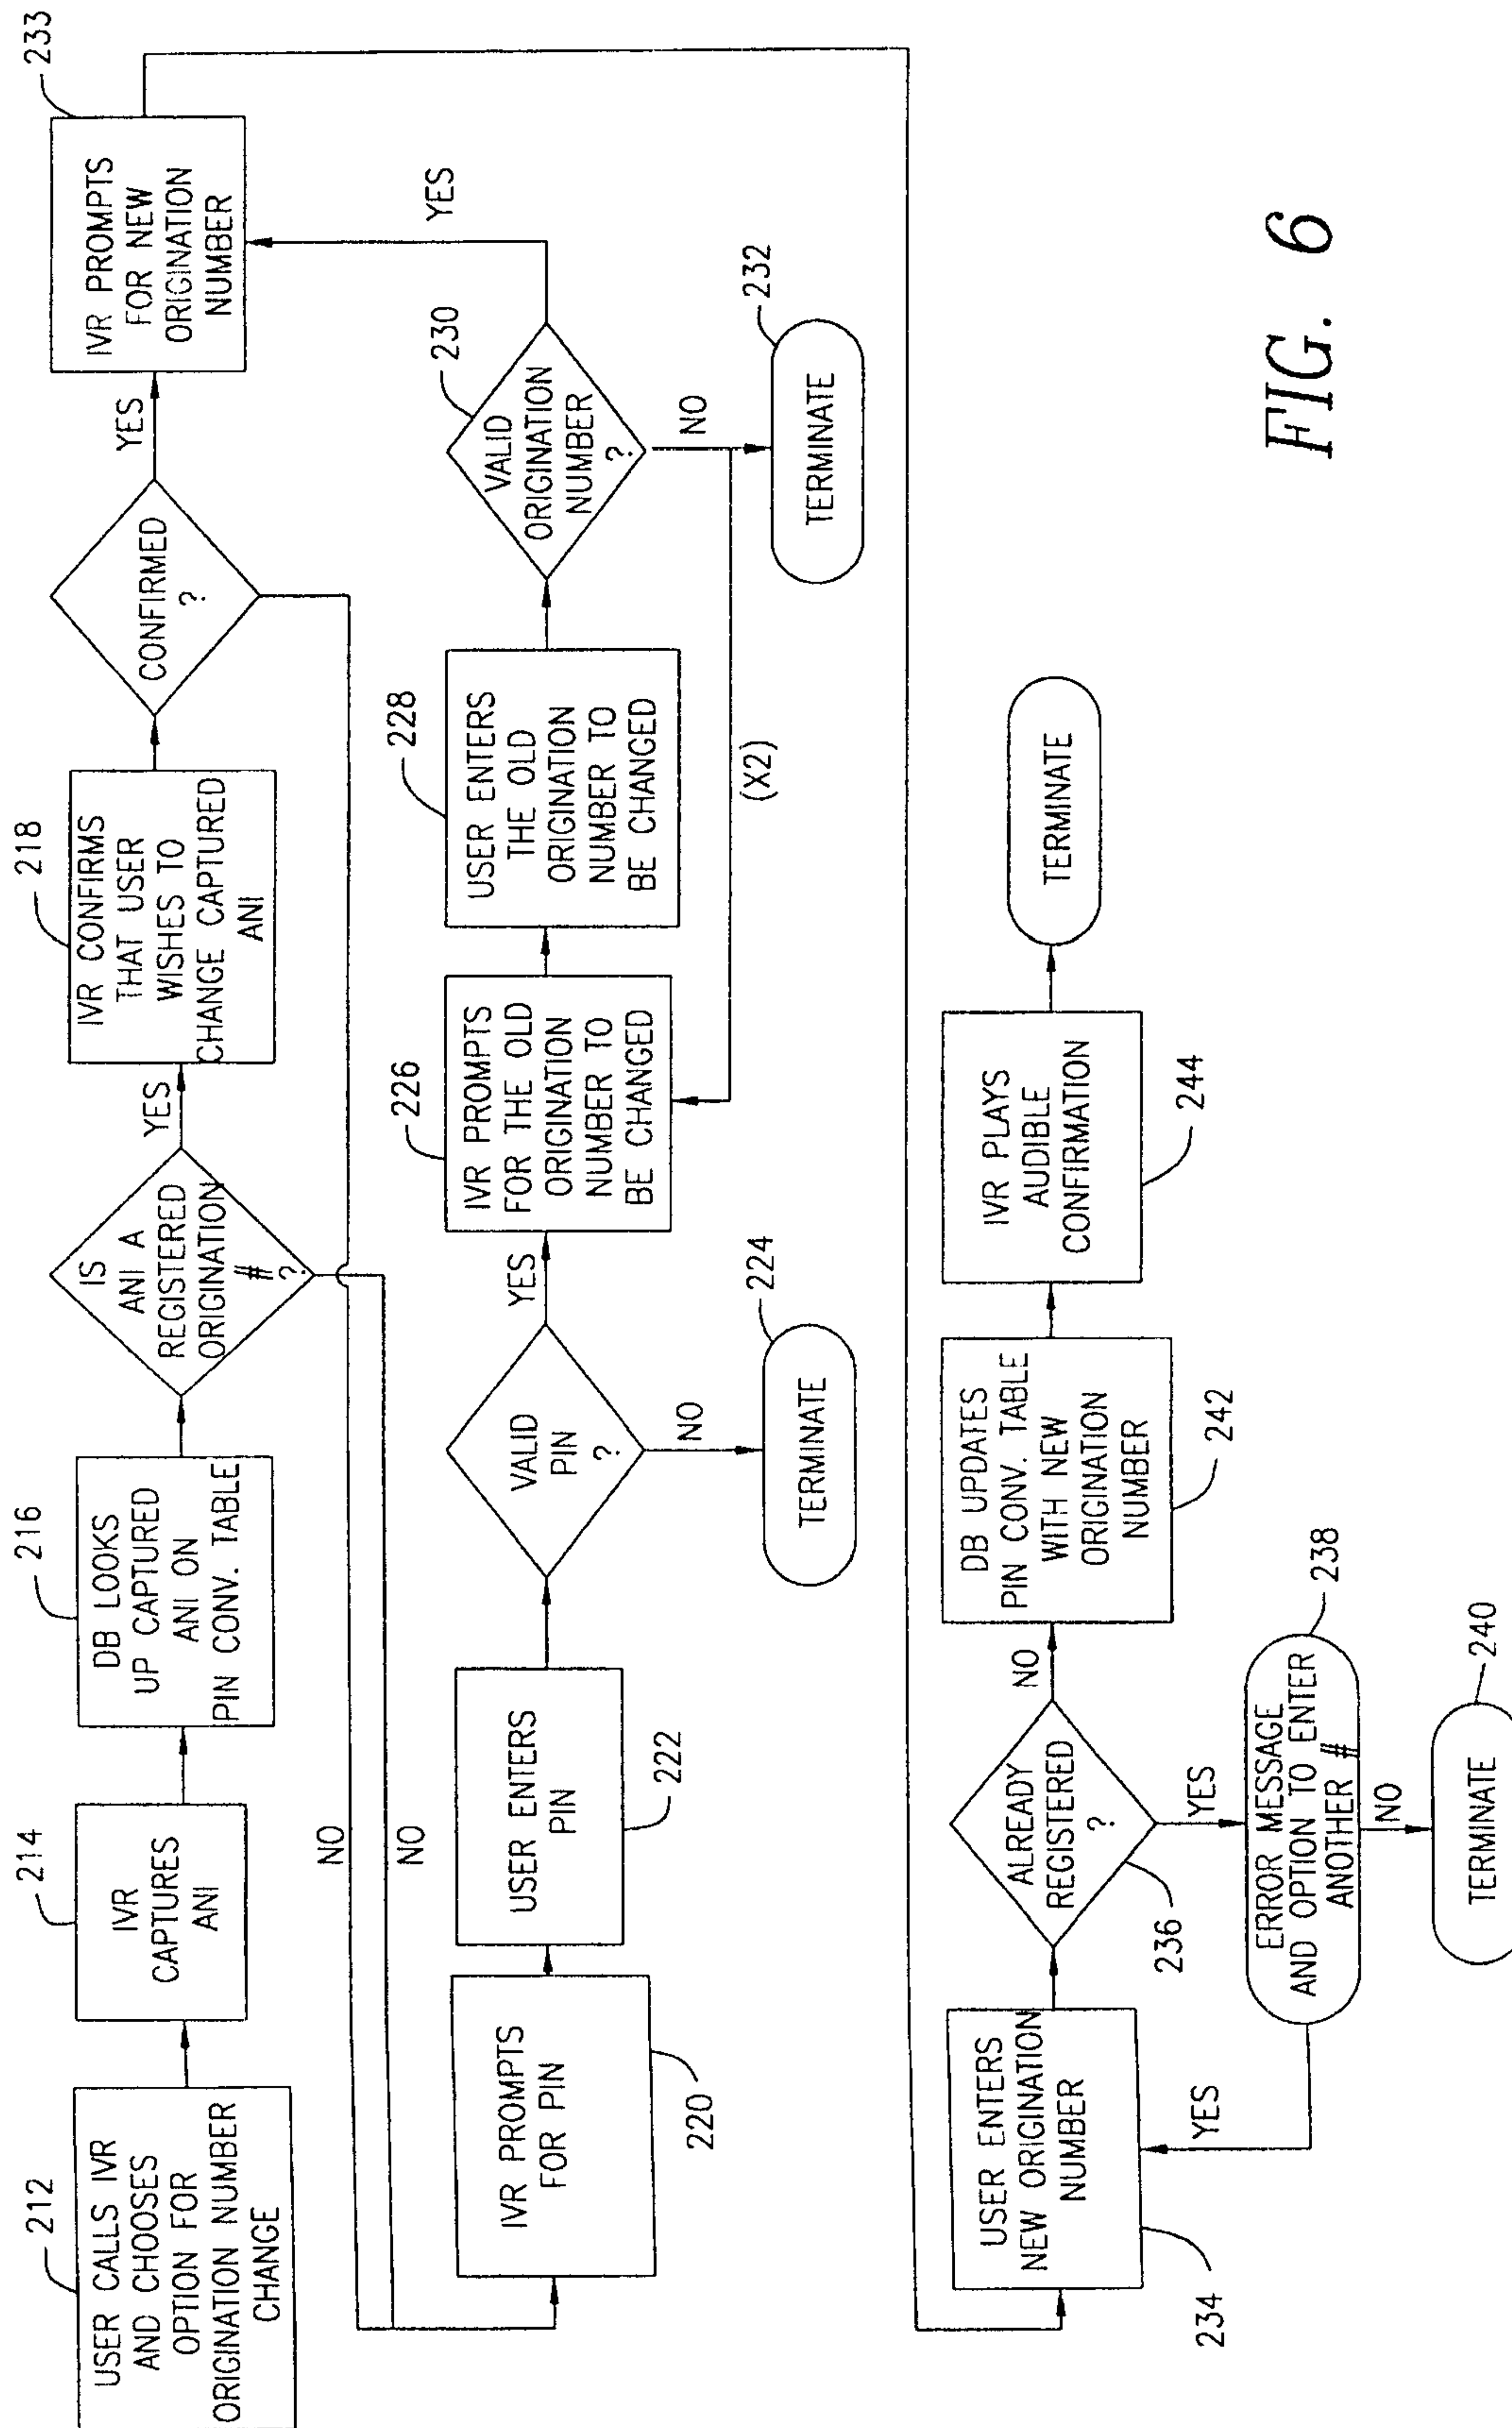 212
USER CALLS IVR
AND CHOOSES
OPTION FOR
ORIGINATION NUMBER
CHANGE
214
IVR
CAPTURES
ANI
216
DB LOOKS
UP CAPTURED
ANI ON
PIN CONV. TABLE
IS
ANI A
REGISTERED
ORIGINATION
#
?
YES
NO
218
IVR CONFIRMS
THAT USER
WISHES TO
CHANGE CAPTURED
ANI
CONFIRMED
?
YES
NO
233
IVR PROMPTS
FOR NEW
ORIGINATION
NUMBER
IVR PROMPTS
FOR PIN
220
USER ENTERS
PIN
222
VALID
PIN
?
YES
NO
224
TERMINATE
226
IVR PROMPTS
FOR THE OLD
ORIGINATION
NUMBER TO
BE CHANGED
228
USER ENTERS
THE OLD
ORIGINATION
NUMBER TO
BE CHANGED
(X2)
230
VALID
ORIGINATION
NUMBER
?
YES
NO
232
TERMINATE
USER ENTERS
NEW ORIGINATION
NUMBER
234
ALREADY
REGISTERED
?
236
NO
YES
ERROR MESSAGE
AND OPTION TO ENTER
ANOTHER #
238
YES
NO
TERMINATE
240
DB UPDATES
PIN CONV. TABLE
WITH NEW
ORIGINATION
NUMBER
242
IVR PLAYS
AUDIBLE
CONFIRMATION
244
TERMINATE
FIG. 6